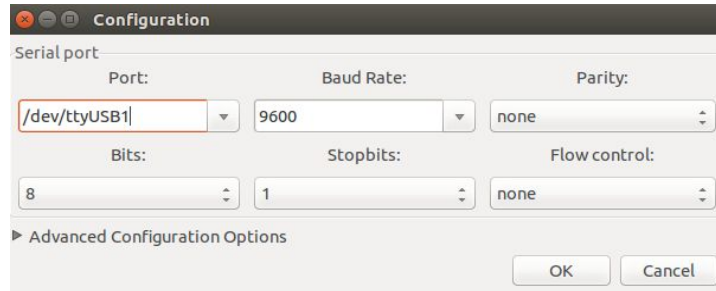 Configuration
Serial port
Port: Baud Rate: Parity:
/dev/ttyUSB1 9600 none
Bits: Stopbits: Flow control:
8 1 none
Advanced Configuration Options
OK Cancel